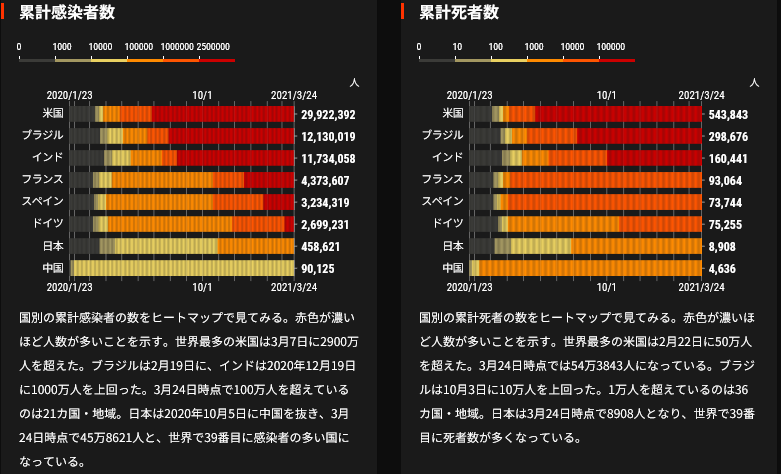 累計感染者数
0 1000 10000 100000 1000000 2500000
人
2020/1/23 10/1 2021/3/24
米国 29,922,392
ブラジル 12,130,019
インド 11,734,058
フランス 4,373,607
スペイン 3,234,319
ドイツ 2,699,231
日本 458,621
中国 90,125
2020/1/23 10/1 2021/3/24
国別の累計感染者の数をヒートマップで見てみる。赤色が濃い
ほど人数が多いことを示す。世界最多の米国は3月7日に2900万
人を超えた。ブラジルは2月19日に、インドは2020年12月19日
に1000万人を上回った。3月24日時点で100万人を超えている
のは21カ国・地域。日本は2020年10月5日に中国を抜き、3月
24日時点で45万8621人と、世界で39番目に感染者の多い国に
なっている。
累計死者数
0 10 100 1000 10000 100000
人
2020/1/23 10/1 2021/3/24
米国 543,843
ブラジル 298,676
インド 160,441
フランス 93,064
スペイン 73,744
ドイツ 75,255
日本 8,908
中国 4,636
2020/1/23 10/1 2021/3/24
国別の累計死者の数をヒートマップで見てみる。赤色が濃いほ
ど人数が多いことを示す。世界最多の米国は2月22日に50万人
を超えた。3月24日時点では54万3843人になっている。ブラジ
ルは10月3日に10万人を上回った。1万人を超えているのは36
カ国・地域。日本は3月24日時点で8908人となり、世界で39番
目に死者数が多くなっている。